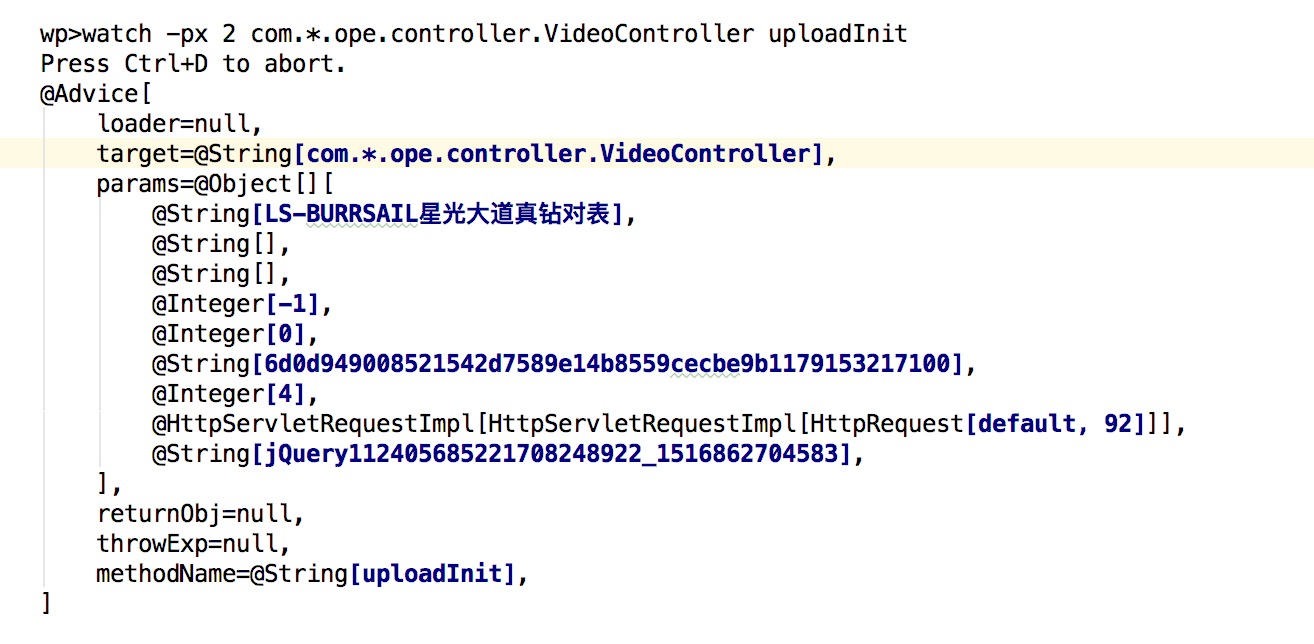 wp>watch -px 2 com.*.ope.controller.VideoController uploadInit
Press Ctrl+D to abort.
@Advice[
    loader=null,
    target=@String[com.*.ope.controller.VideoController],
    params=@Object[][
        @String[LS-BURRSAIL星光大道真钻对表],
        @String[],
        @String[],
        @Integer[-1],
        @Integer[0],
        @String[6d0d949008521542d7589e14b8559cecbe9b1179153217100],
        @Integer[4],
        @HttpServletRequestImpl[HttpServletRequestImpl[HttpRequest[default, 92]]],
        @String[jQuery112405685221708248922_1516862704583],
    ],
    returnObj=null,
    throwExp=null,
    methodName=@String[uploadInit],
]